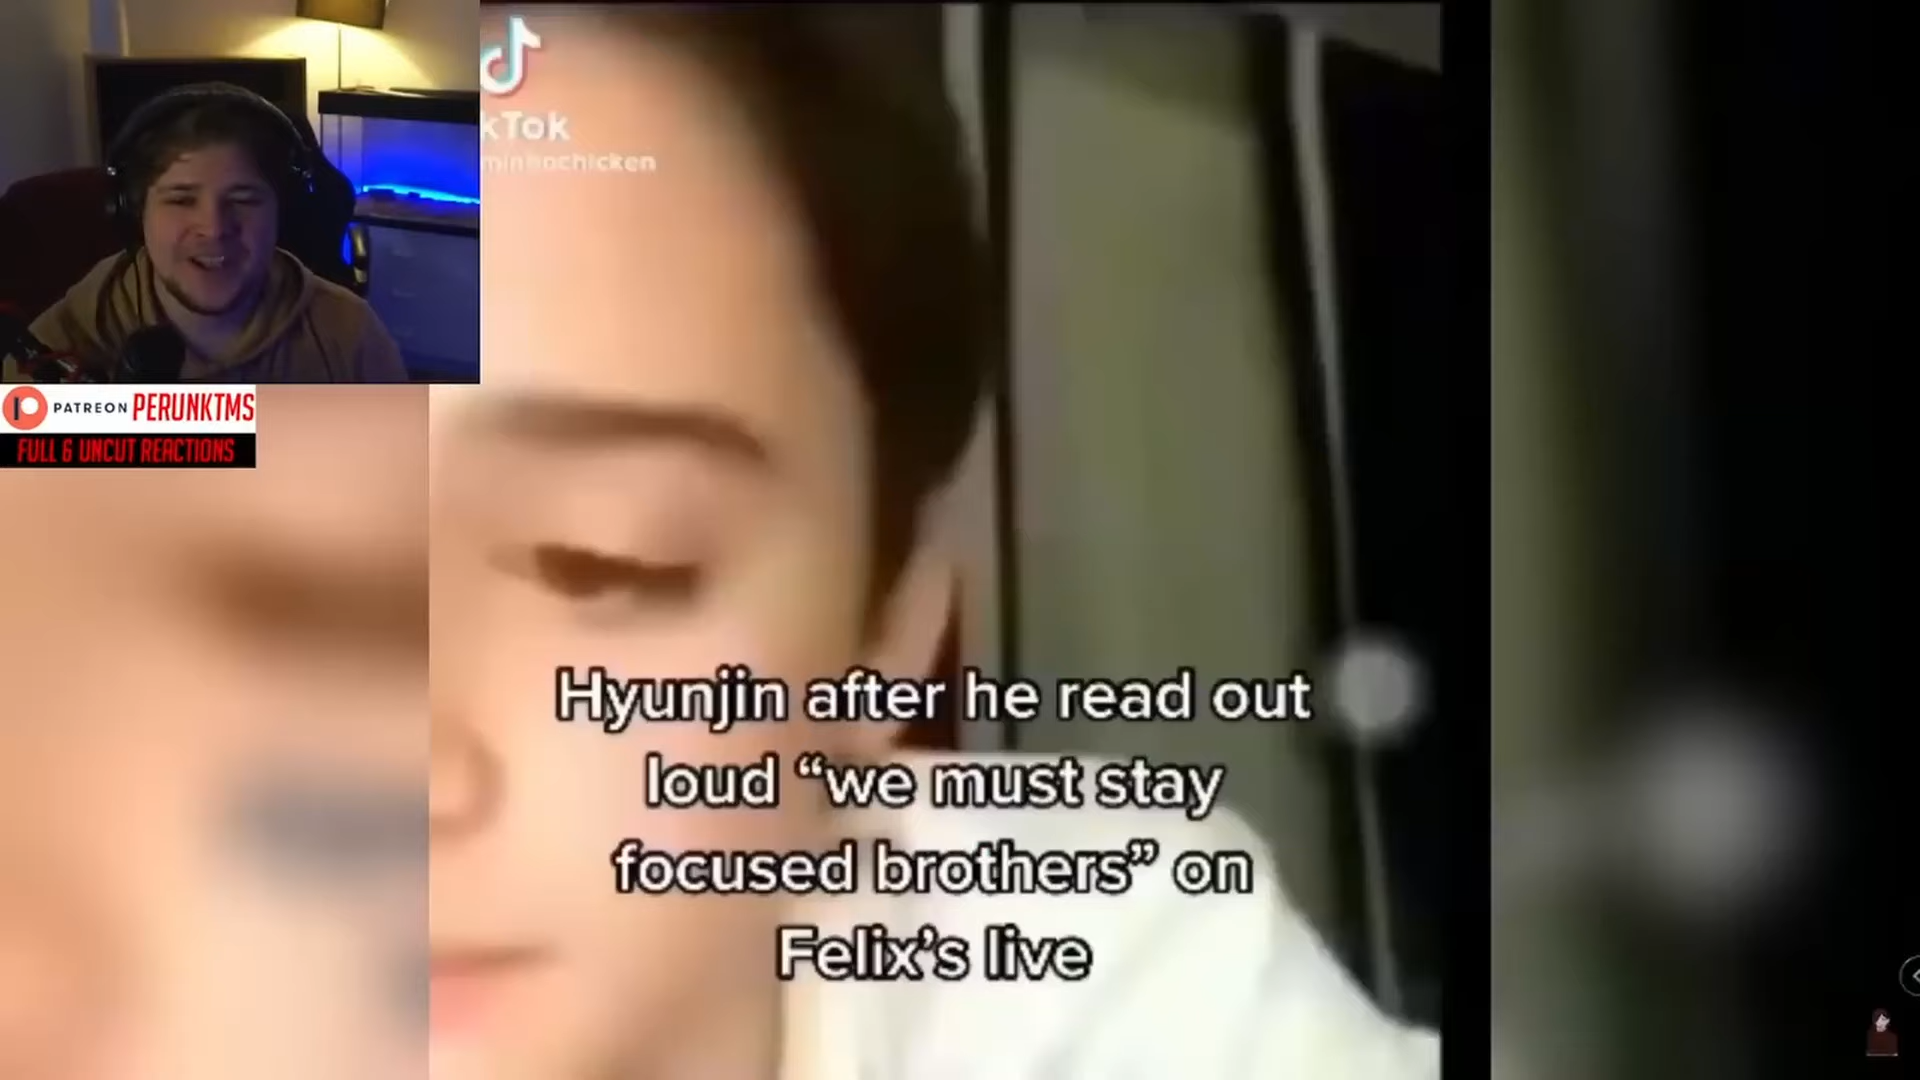 kTok
minhochicken
PATREON PERUNKTMS
FULL & UNCUT REACTIONS
Hyunjin after he read out
loud “we must stay
focused brothers” on
Felix’s live